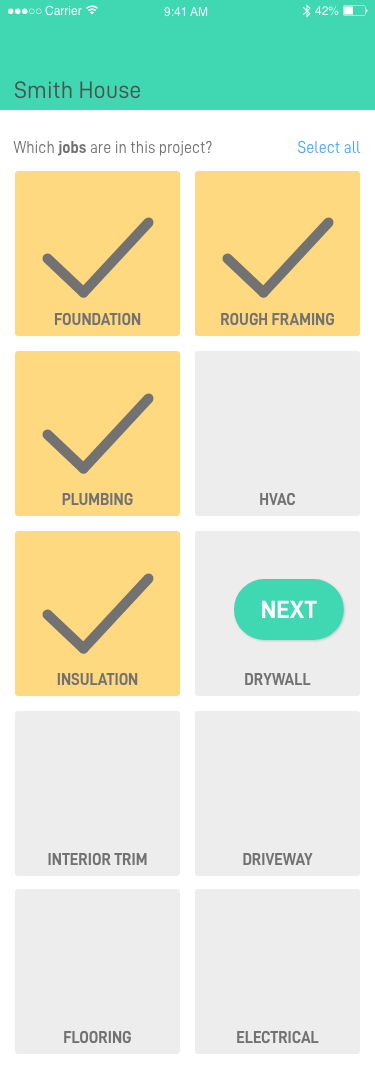 Carrier 9:41 AM 42%
Smith House
Which jobs are in this project? Select all
FOUNDATION ROUGH FRAMING
PLUMBING HVAC
NEXT
INSULATION DRYWALL
INTERIOR TRIM DRIVEWAY
FLOORING ELECTRICAL